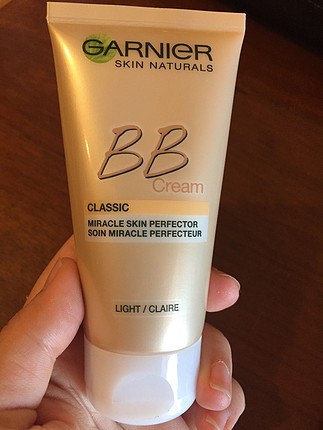 GARNIER
SKIN NATURALS
BB
Cream
CLASSIC
MIRACLE SKIN PERFECTOR
SOIN MIRACLE PERFECTEUR
LIGHT / CLAIRE